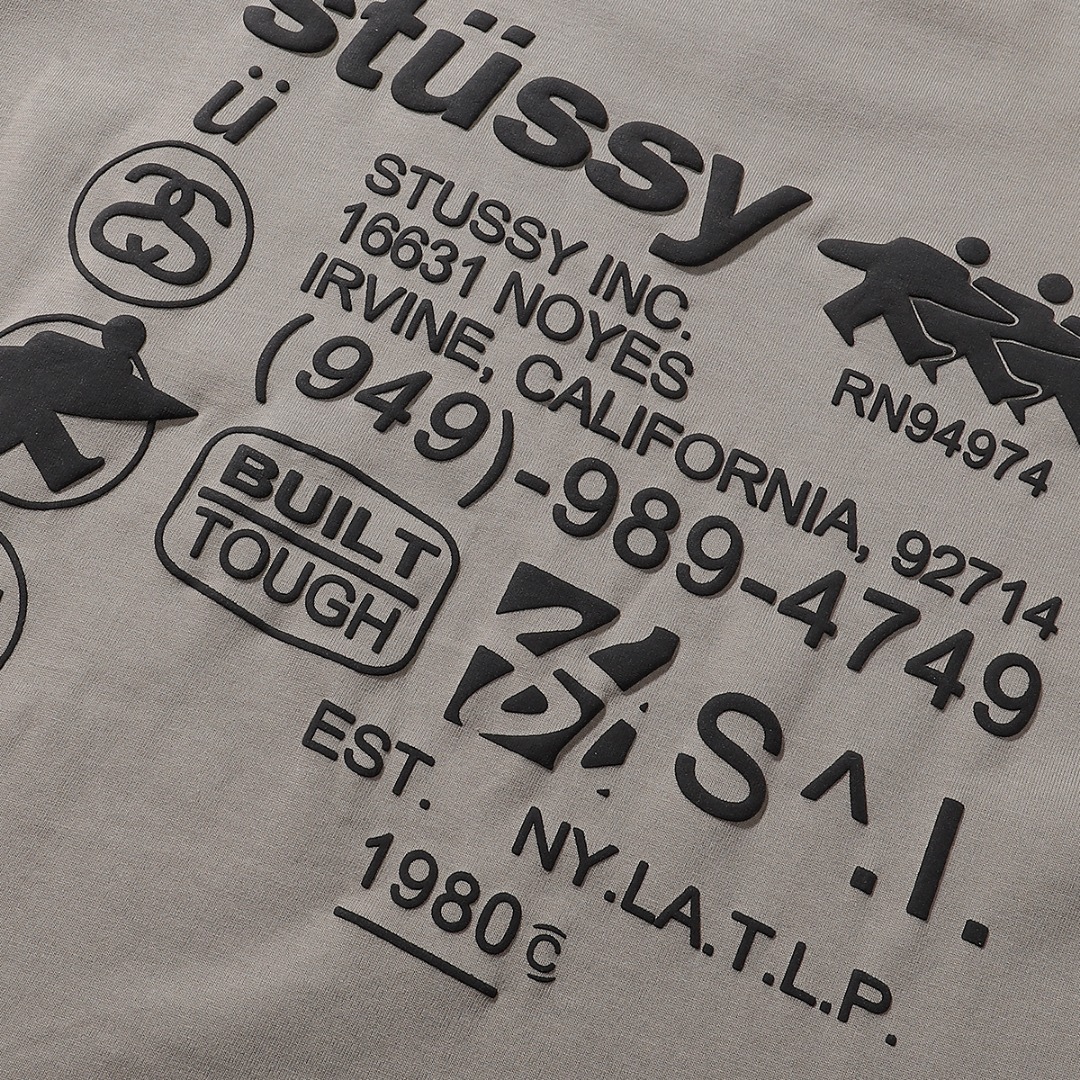 stüssy
ü
STUSSY INC.
16631 NOYES
IRVINE, CALIFORNIA, 92714
(949)-989-4749
RN94974
BUILT
TOUGH
S^.I.
EST.
1980 C
NY.LA.T.L.P.